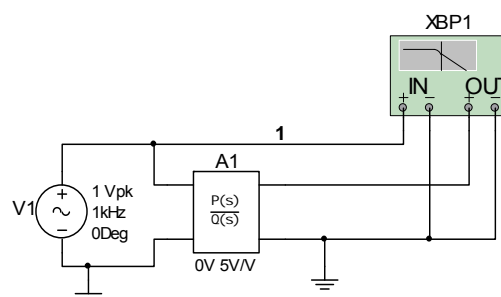 XBP1
IN OUT
+ − + −
1
A1
P(s)
Q(s)
0V 5V/V
V1
+
−
1 Vpk
1kHz
0Deg